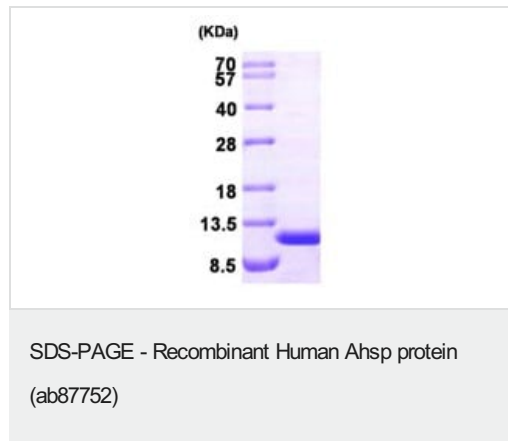 (KDa)
70
57
40
28
18
13.5
8.5
SDS-PAGE - Recombinant Human Ahsp protein
(ab87752)